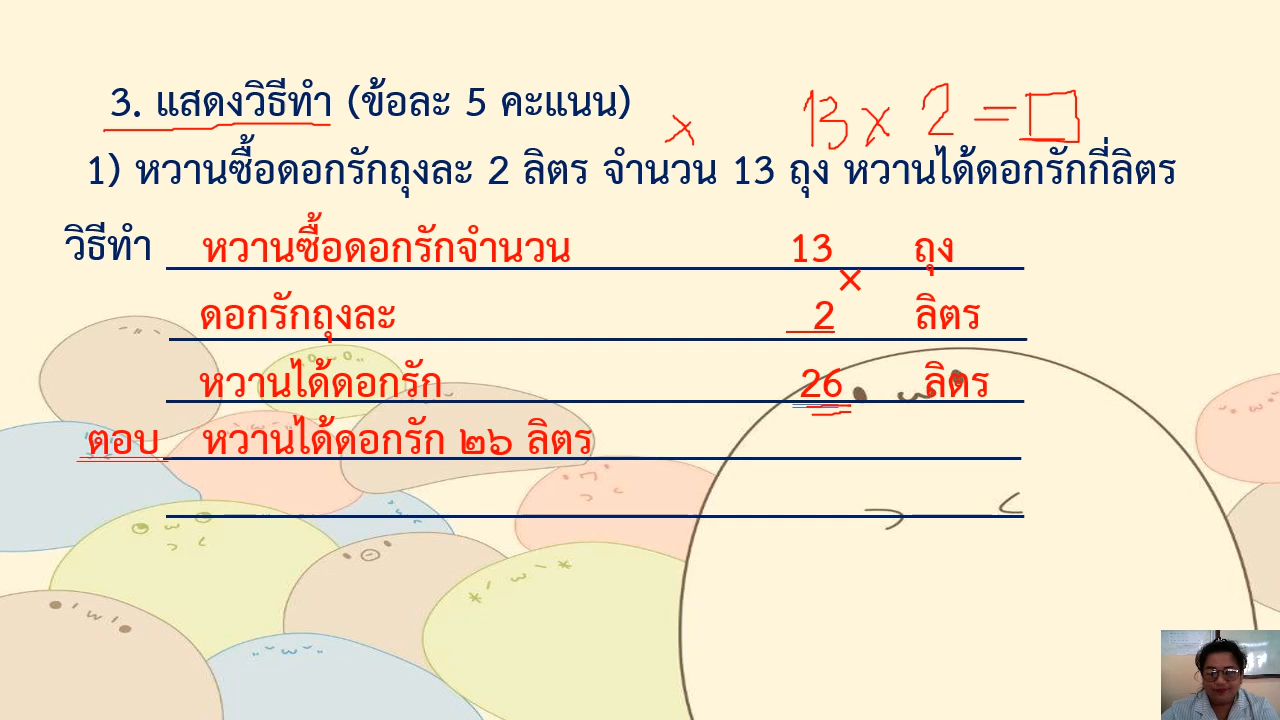 3. แสดงวิธีทำ (ข้อละ 5 คะแนน)
× 13 × 2 = □
1) หวานซื้อดอกรักถุงละ 2 ลิตร จำนวน 13 ถุง หวานได้ดอกรักกี่ลิตร
วิธีทำ หวานซื้อดอกรักจำนวน 13 ถุง
×
ดอกรักถุงละ 2 ลิตร
หวานได้ดอกรัก 26 ลิตร
ตอบ หวานได้ดอกรัก ๒๖ ลิตร